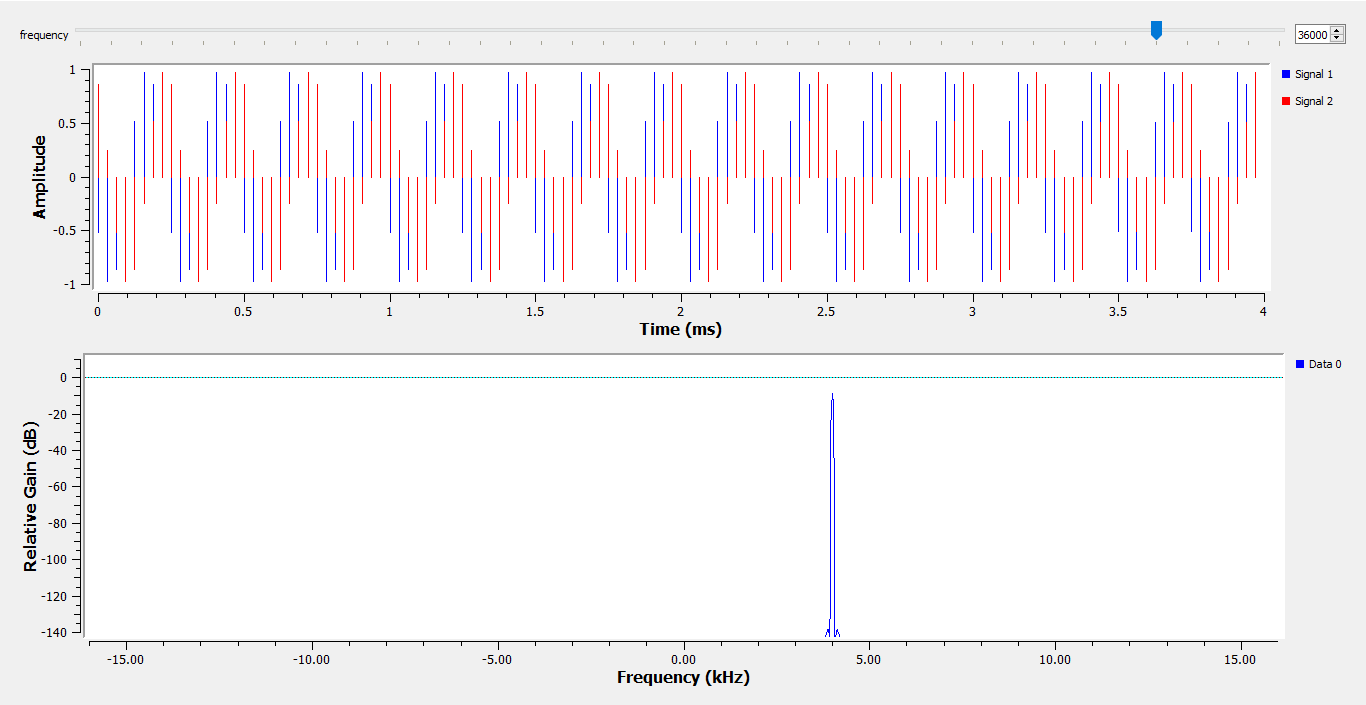 frequency 36000
1
0.5
0
-0.5
-1
Amplitude
Signal 1
Signal 2
0 0.5 1 1.5 2 2.5 3 3.5 4
Time (ms)
0
-20
-40
-60
-80
-100
-120
-140
Relative Gain (dB)
Data 0
-15.00 -10.00 -5.00 0.00 5.00 10.00 15.00
Frequency (kHz)